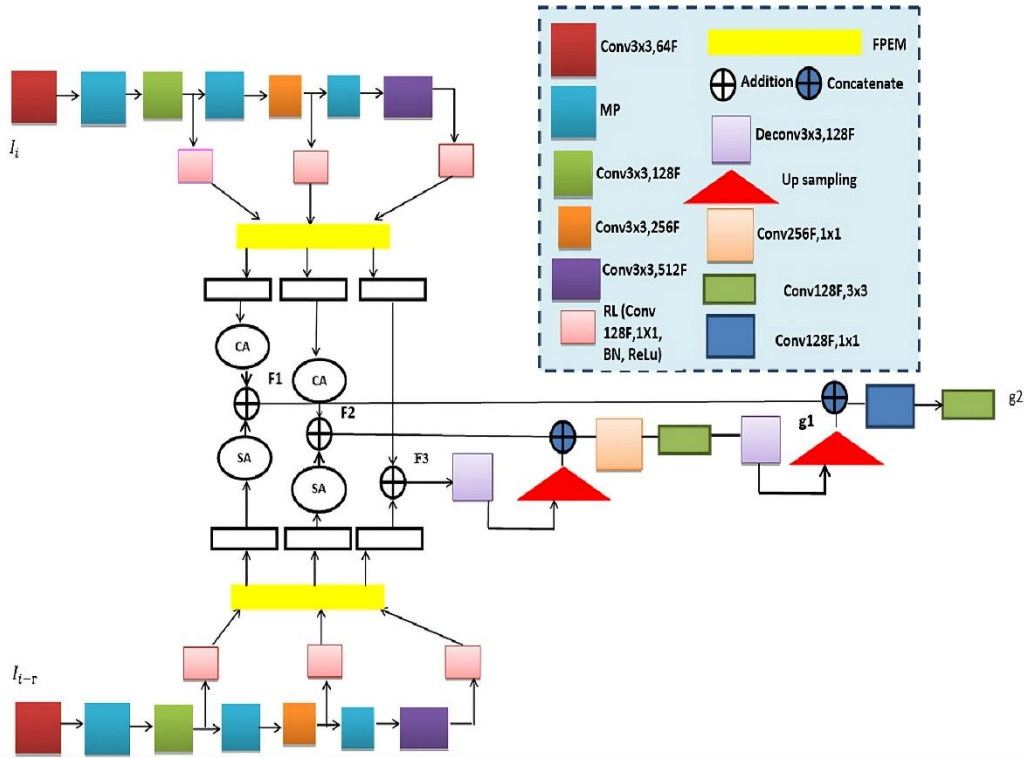 Conv3x3,64F
FPEM
Addition
Concatenate
MP
Deconv3x3,128F
Conv3x3,128F
Up sampling
Conv3x3,256F
Conv256F,1x1
Conv3x3,512F
Conv128F,3x3
RL (Conv
128F,1X1,
BN, ReLu)
Conv128F,1x1
I_i
CA
F1
CA
F2
g1
g2
SA
F3
SA
I_{i-r}